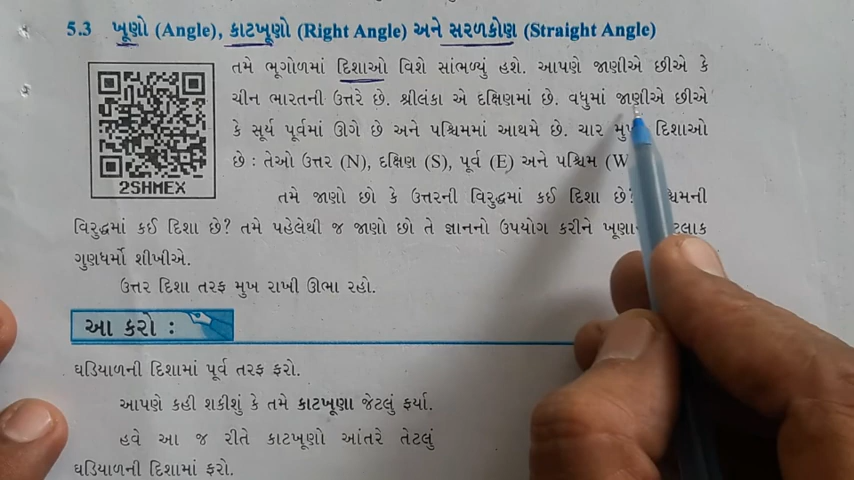 5.3 ખૂણો (Angle), કાટખૂણો (Right Angle) અને સરળકોણ (Straight Angle)
તમે ભૂગોળમાં દિશાઓ વિશે સાંભળ્યું હશે. આપણે જાણીએ છીએ કે
ચીન ભારતની ઉત્તરે છે. શ્રીલંકા એ દક્ષિણમાં છે. વધુમાં જાણીએ છીએ
કે સૂર્ય પૂર્વમાં ઊગે છે અને પશ્ચિમમાં આથમે છે. ચાર દિશાઓ
છે : તેઓ ઉત્તર (N), દક્ષિણ (S), પૂર્વ (E) અને પશ્ચિમ (W
2SHMEX
તમે જાણો છો કે ઉત્તરની વિરુદ્ધમાં કઈ દિશા છે?
વિરુદ્ધમાં કઈ દિશા છે? તમે પહેલેથી જ જાણો છો તે જ્ઞાનનો ઉપયોગ કરીને
ગુણધર્મો શીખીએ.
ઉત્તર દિશા તરફ મુખ રાખી ઊભા રહો.
આ કરો :
ઘડિયાળની દિશામાં પૂર્વ તરફ ફરો.
આપણે કહી શકીશું કે તમે કાટખૂણા જેટલું ફર્યા.
હવે આ જ રીતે કાટખૂણો આંતરે તેટલું
ઘડિયાળની દિશામાં ફરો.